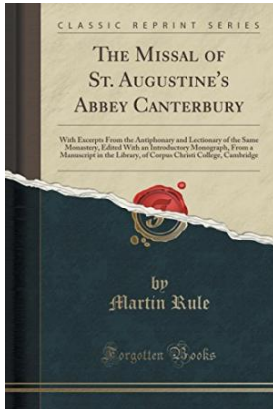 CLASSIC REPRINT SERIES
THE MISSAL OF
ST. AUGUSTINE'S
ABBEY CANTERBURY
With Excerpts From the Antiphonary and Lectionary of the Same
Monastery, Edited With an Introductory Monograph, From a
Manuscript in the Library, of Corpus Christi College, Cambridge
by
Martin Rule
Forgotten Books